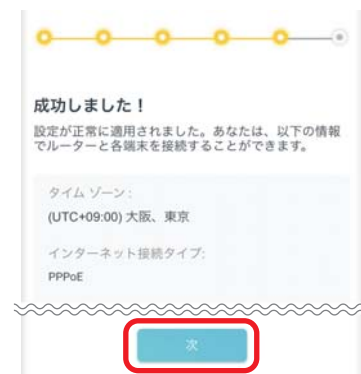 成功しました！
設定が正常に適用されました。あなたは、以下の情報
でルーターと各端末を接続することができます。
タイム ゾーン :
(UTC+09:00) 大阪、東京
インターネット接続タイプ:
PPPoE
次